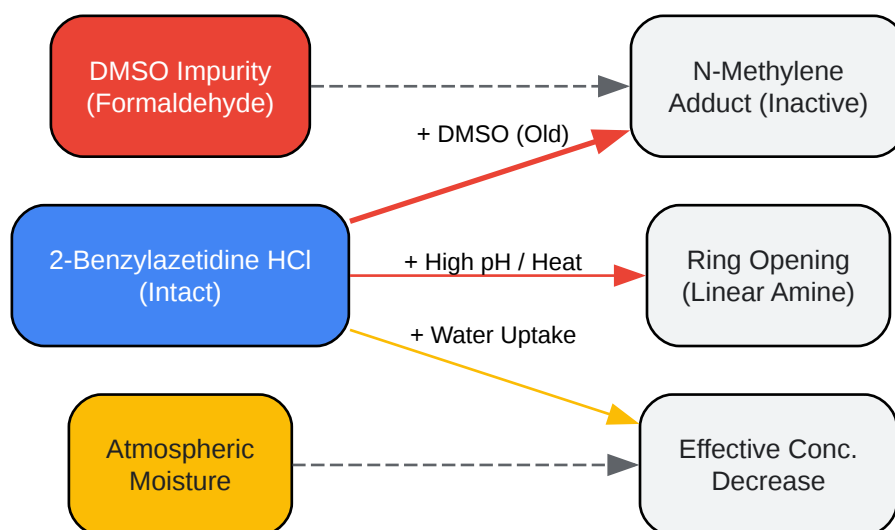 DMSO Impurity
(Formaldehyde)
N-Methylene
Adduct (Inactive)
+ DMSO (Old)
2-Benzylazetidine HCl
(Intact)
+ High pH / Heat
Ring Opening
(Linear Amine)
+ Water Uptake
Atmospheric
Moisture
Effective Conc.
Decrease